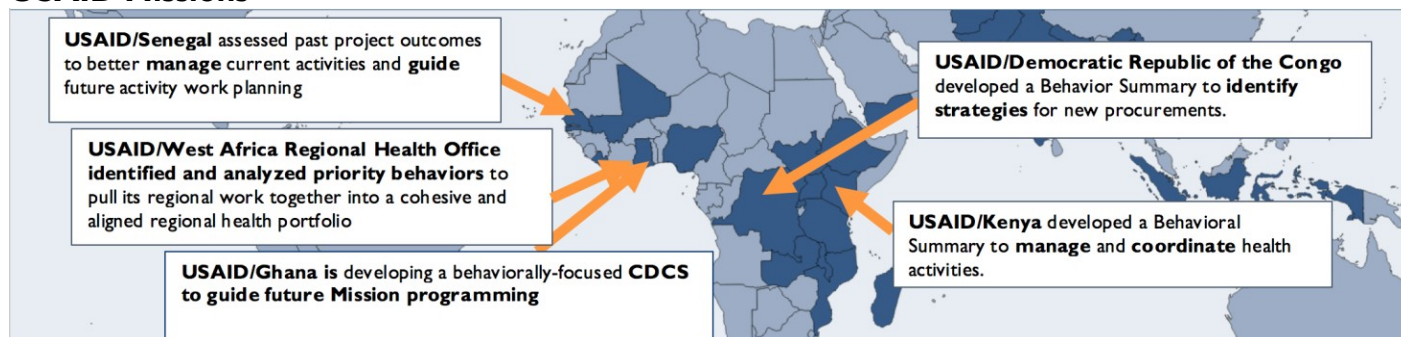 USAID Missions
USAID/Senegal assessed past project outcomes
to better manage current activities and guide
future activity work planning
USAID/West Africa Regional Health Office
identified and analyzed priority behaviors to
pull its regional work together into a cohesive and
aligned regional health portfolio
USAID/Ghana is developing a behaviorally-focused CDCS
to guide future Mission programming
USAID/Democratic Republic of the Congo
developed a Behavior Summary to identify
strategies for new procurements.
USAID/Kenya developed a Behavioral
Summary to manage and coordinate health
activities.